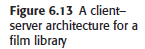 Figure 6.13 A client–
server architecture for a
film library